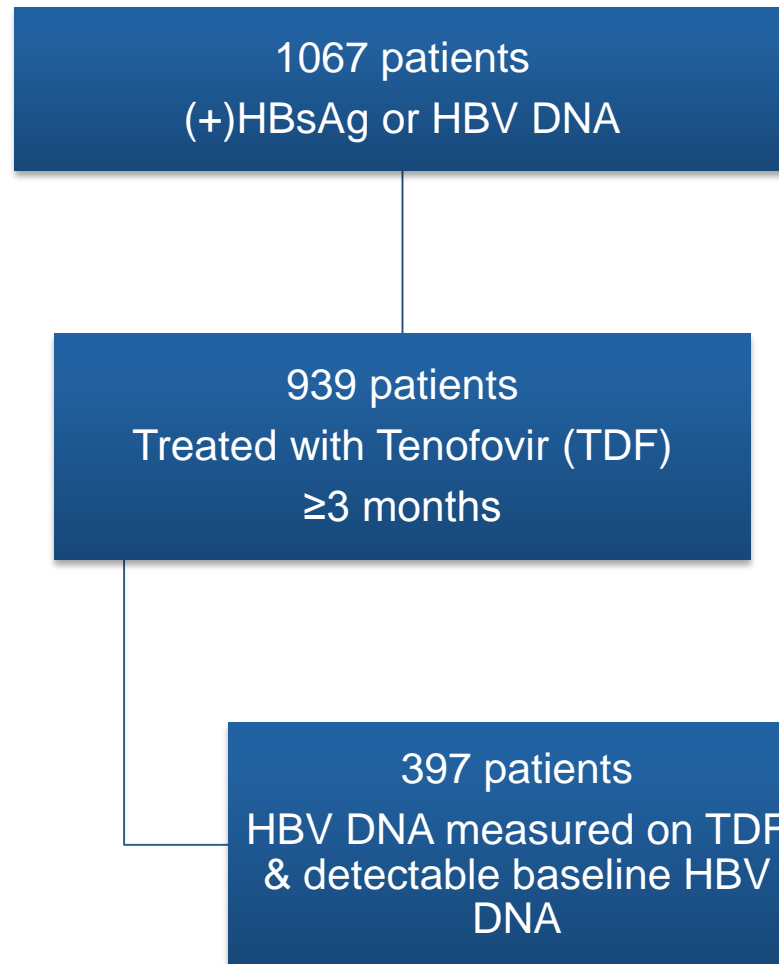 1067 patients
(+)HBsAg or HBV DNA
939 patients
Treated with Tenofovir (TDF)
≥3 months
397 patients
HBV DNA measured on TDF
& detectable baseline HBV
DNA